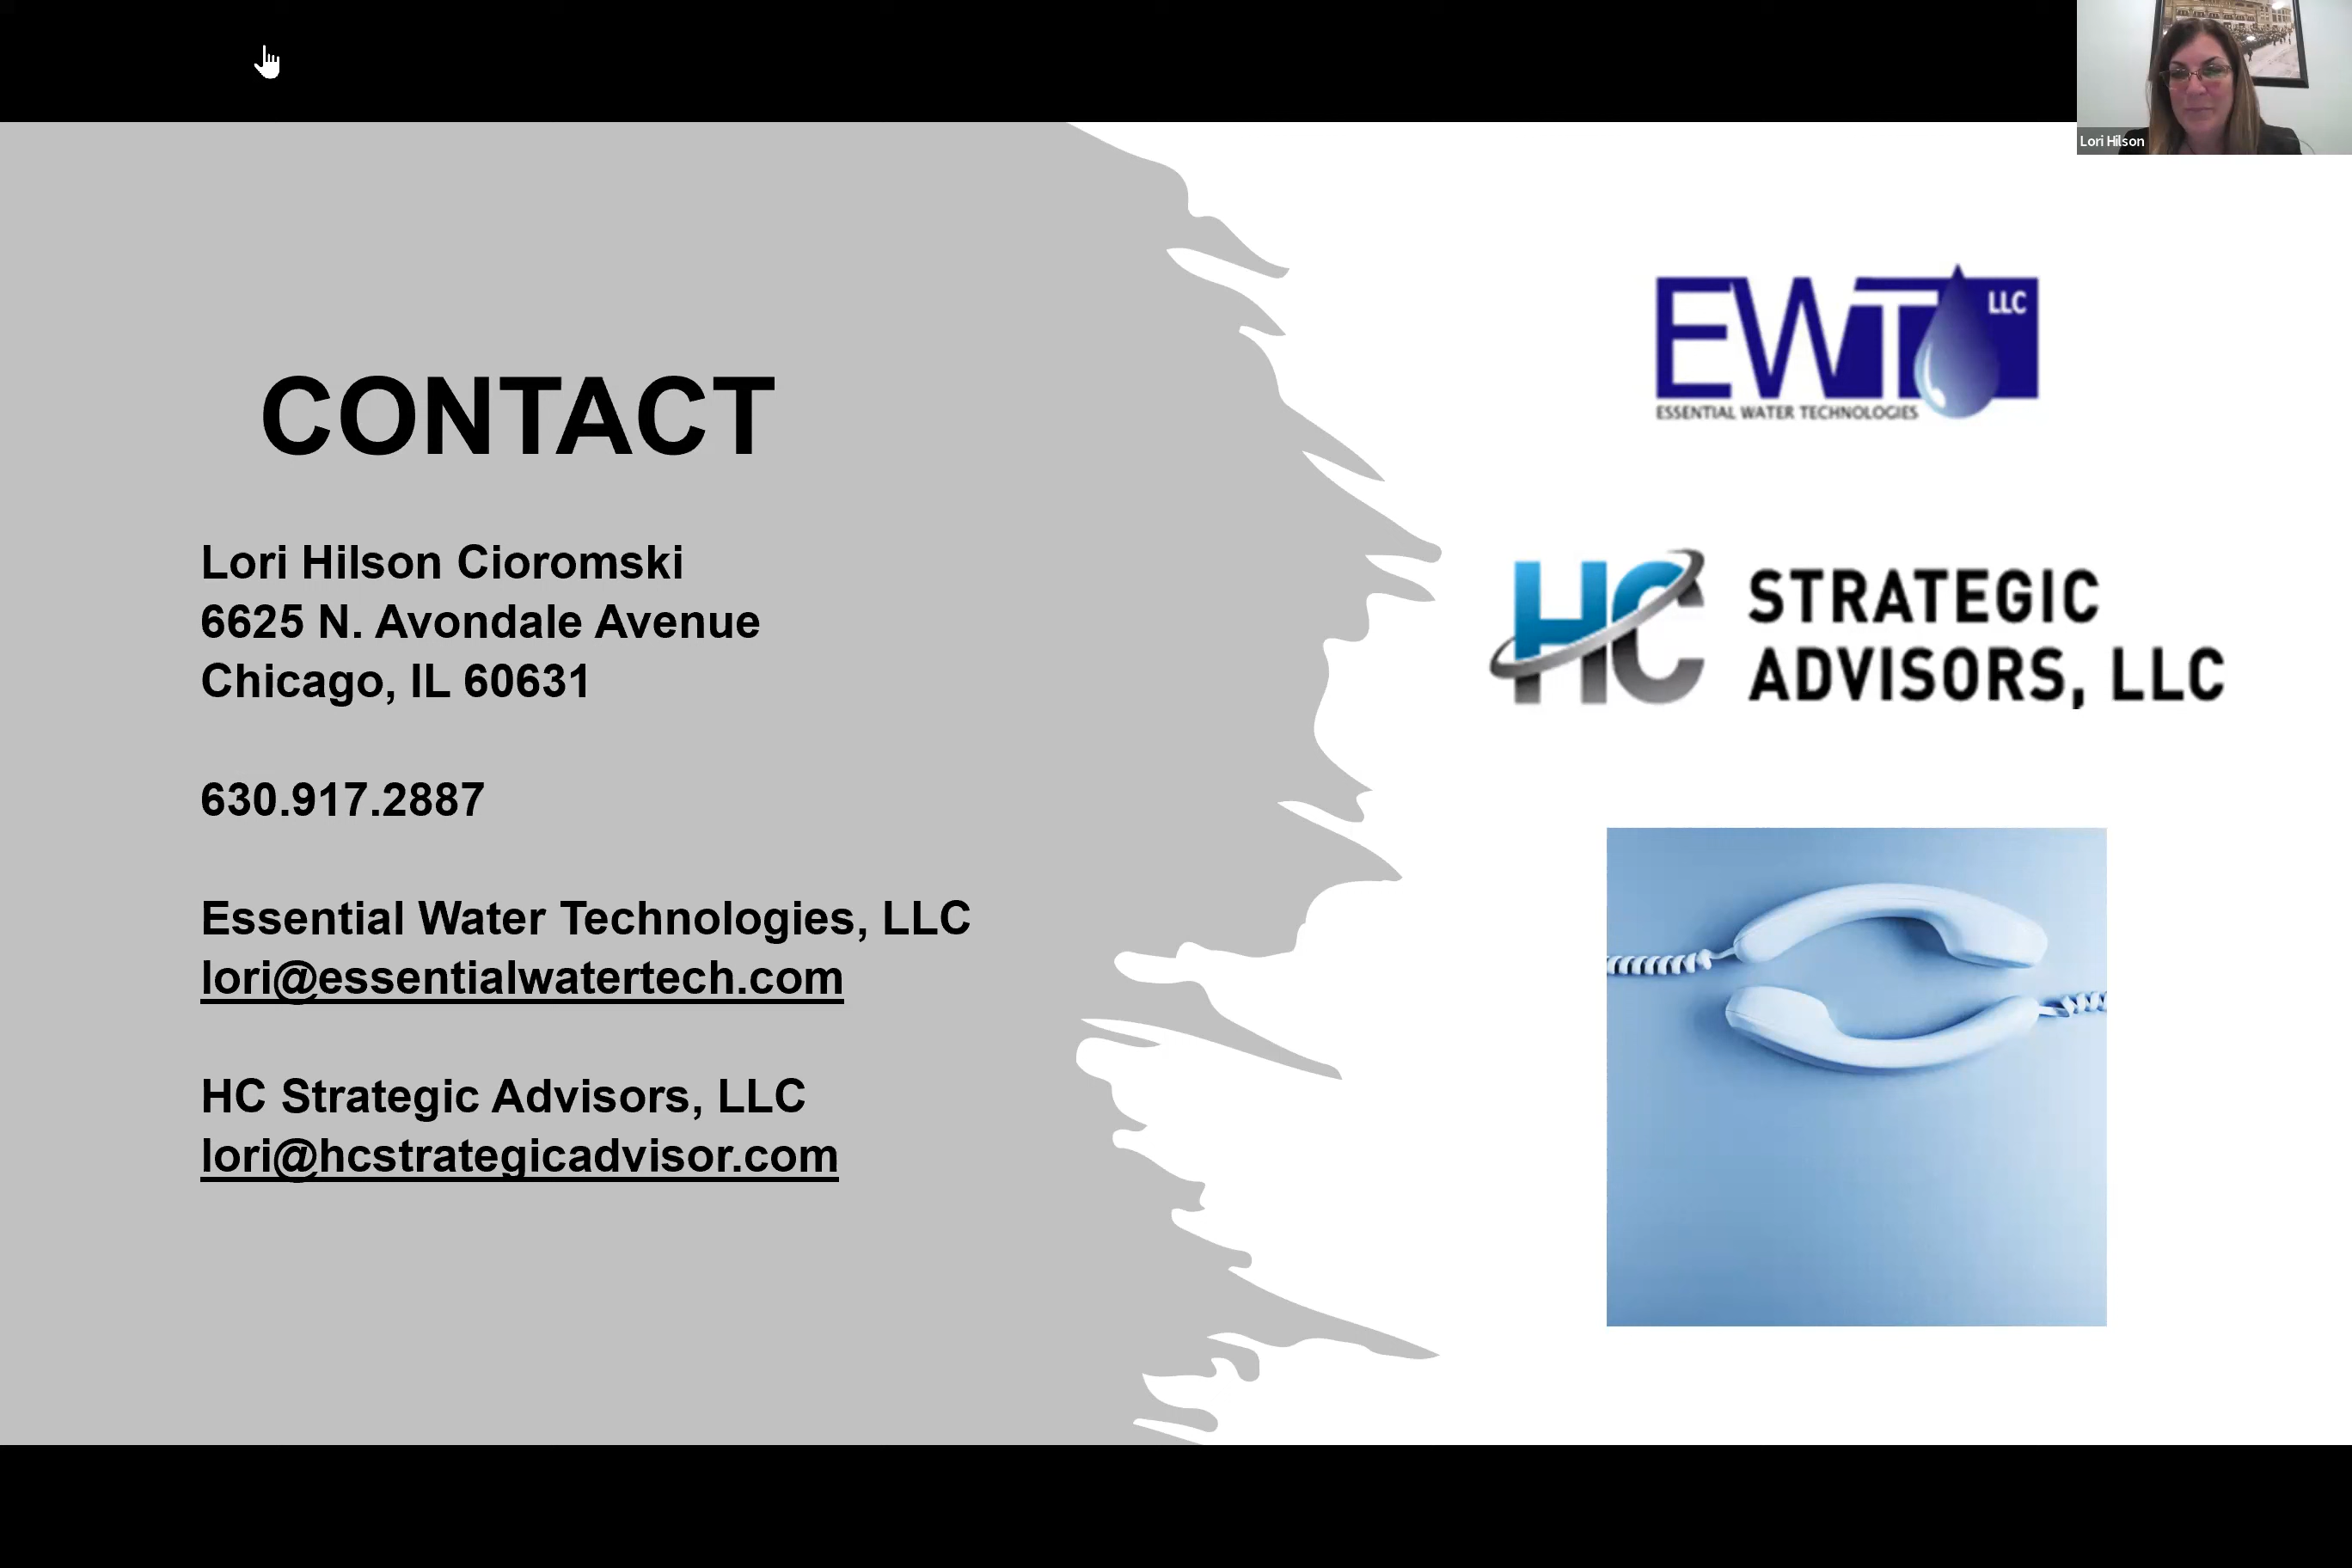 Lori Hilson
CONTACT
Lori Hilson Cioromski
6625 N. Avondale Avenue
Chicago, IL 60631
630.917.2887
Essential Water Technologies, LLC
lori@essentialwatertech.com
HC Strategic Advisors, LLC
lori@hcstrategicadvisor.com
EWT LLC
ESSENTIAL WATER TECHNOLOGIES
HC STRATEGIC
ADVISORS, LLC